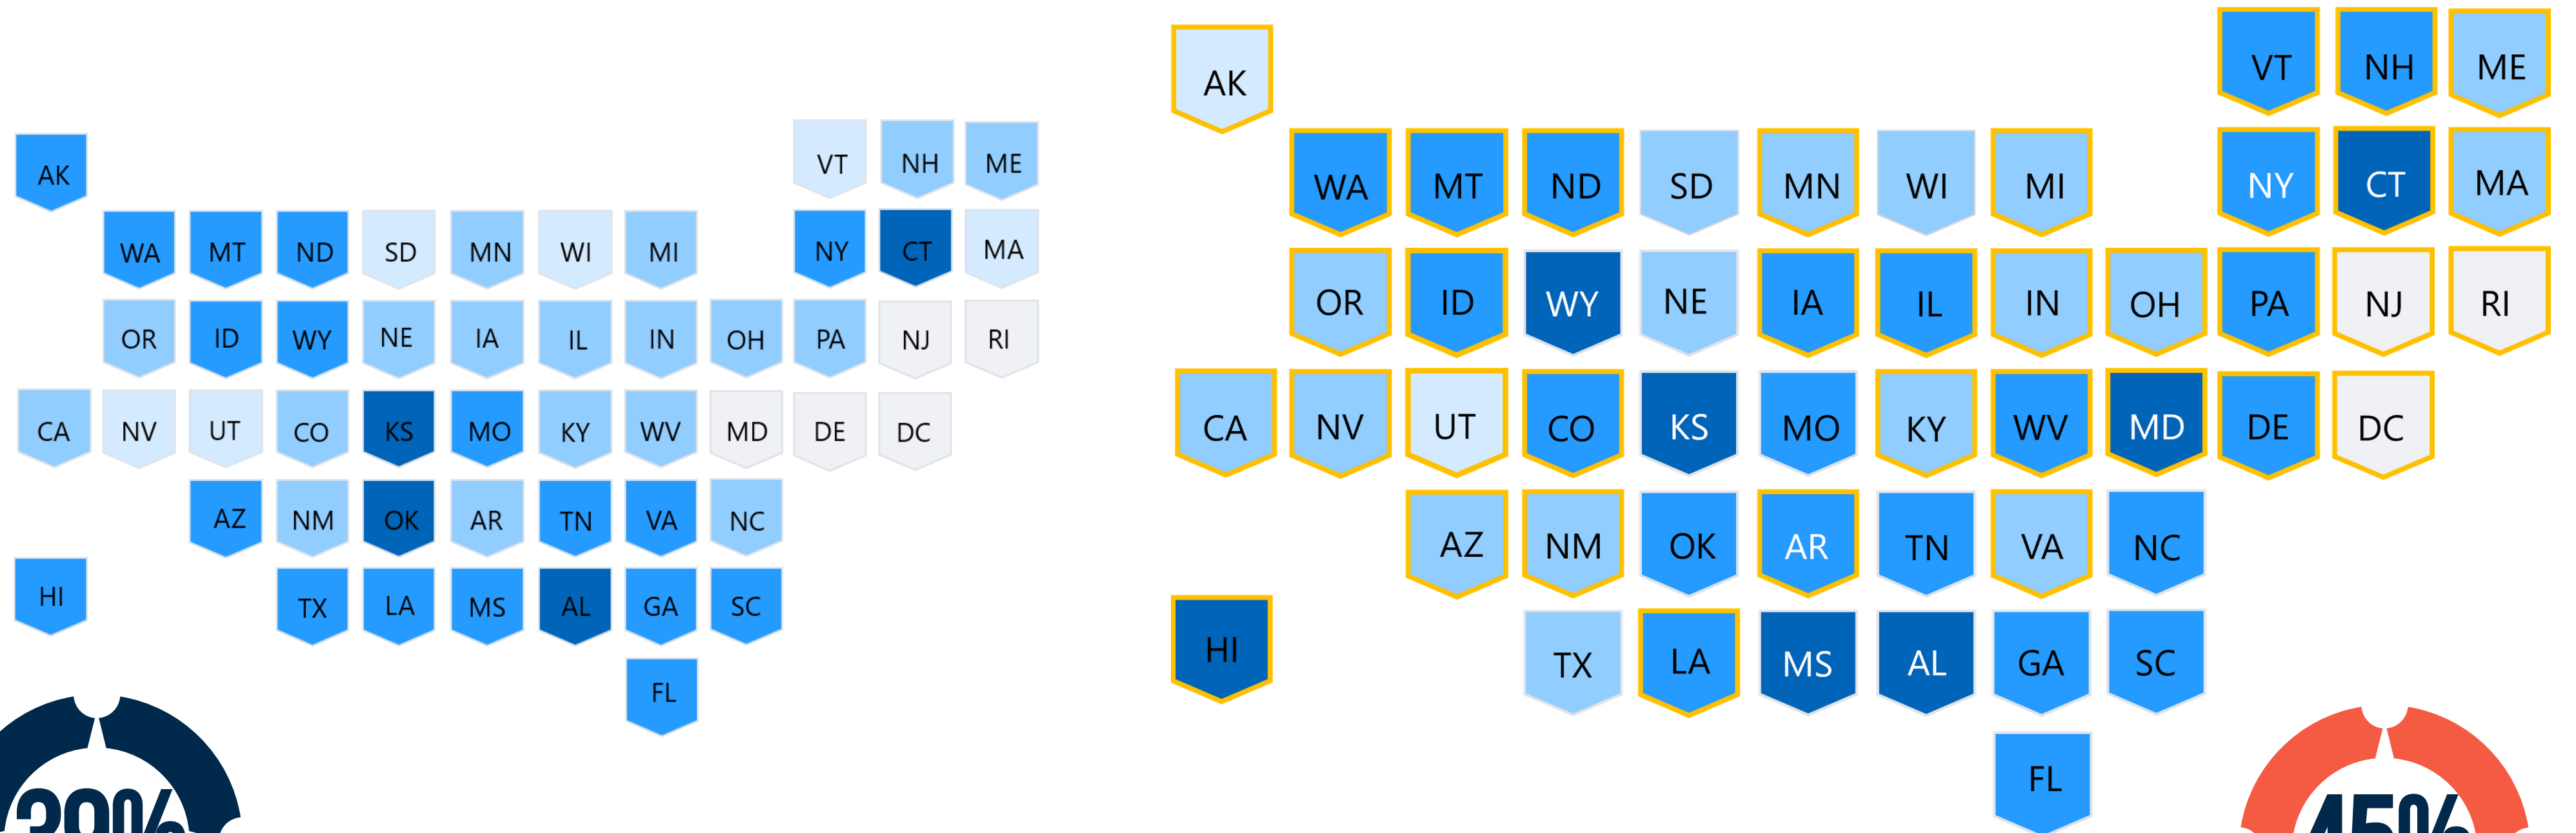 AK VT NH ME
WA MT ND SD MN WI MI NY CT MA
OR ID WY NE IA IL IN OH PA NJ RI
CA NV UT CO KS MO KY WV MD DE DC
AZ NM OK AR TN VA NC
HI TX LA MS AL GA SC
FL
39%
AK VT NH ME
WA MT ND SD MN WI MI NY CT MA
OR ID WY NE IA IL IN OH PA NJ RI
CA NV UT CO KS MO KY WV MD DE DC
AZ NM OK AR TN VA NC
HI TX LA MS AL GA SC
FL
45%